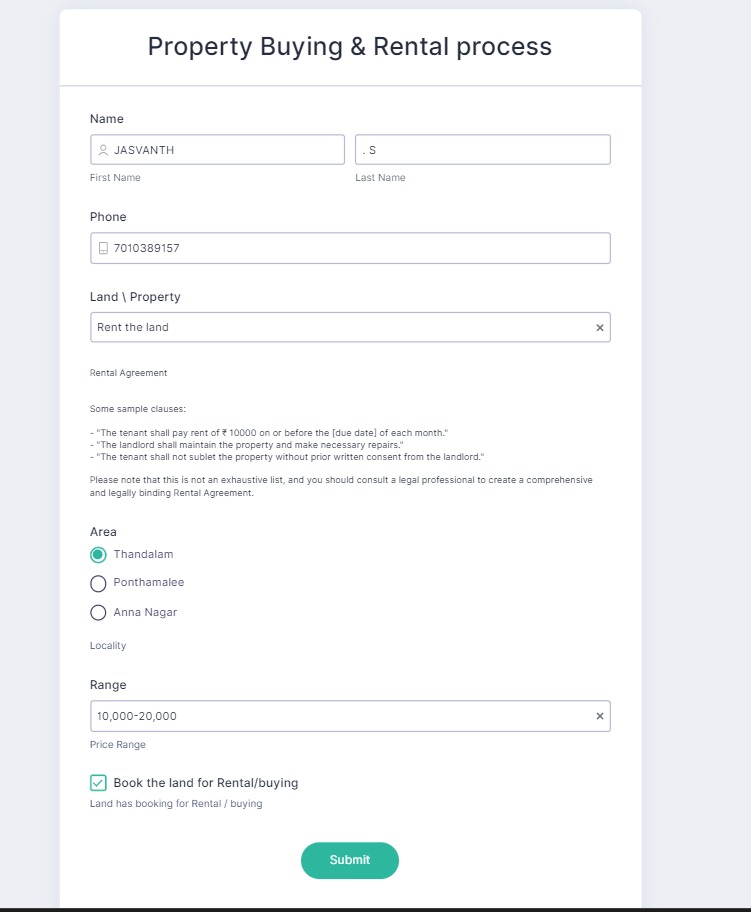 Property Buying & Rental process
Name
JASVANTH
. S
First Name
Last Name
Phone
7010389157
Land \ Property
Rent the land
×
Rental Agreement
Some sample clauses:
- "The tenant shall pay rent of ₹ 10000 on or before the [due date] of each month."
- "The landlord shall maintain the property and make necessary repairs."
- "The tenant shall not sublet the property without prior written consent from the landlord."
Please note that this is not an exhaustive list, and you should consult a legal professional to create a comprehensive
and legally binding Rental Agreement.
Area
Thandalam
Ponthamalee
Anna Nagar
Locality
Range
10,000-20,000
×
Price Range
Book the land for Rental/buying
Land has booking for Rental / buying
Submit